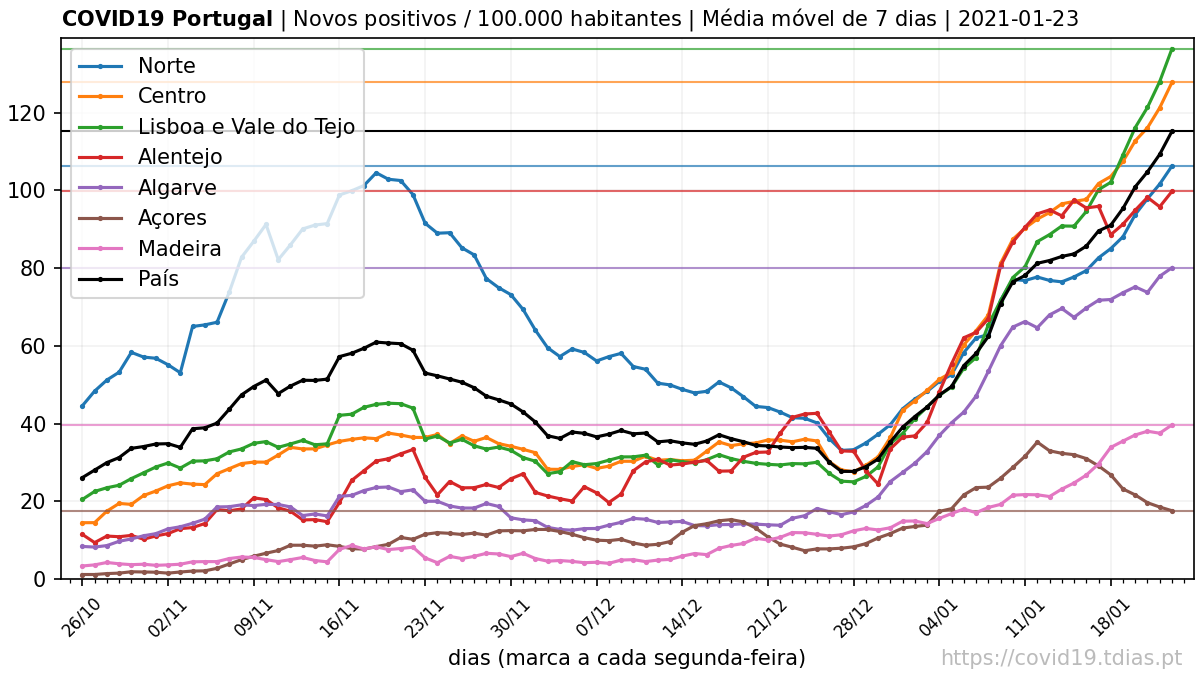 COVID19 Portugal | Novos positivos / 100.000 habitantes | Média móvel de 7 dias | 2021-01-23
Norte
Centro
Lisboa e Vale do Tejo
Alentejo
Algarve
Açores
Madeira
País
120
100
80
60
40
20
0
26/10
02/11
09/11
16/11
23/11
30/11
07/12
14/12
21/12
28/12
04/01
11/01
18/01
dias (marca a cada segunda-feira)
https://covid19.tdias.pt